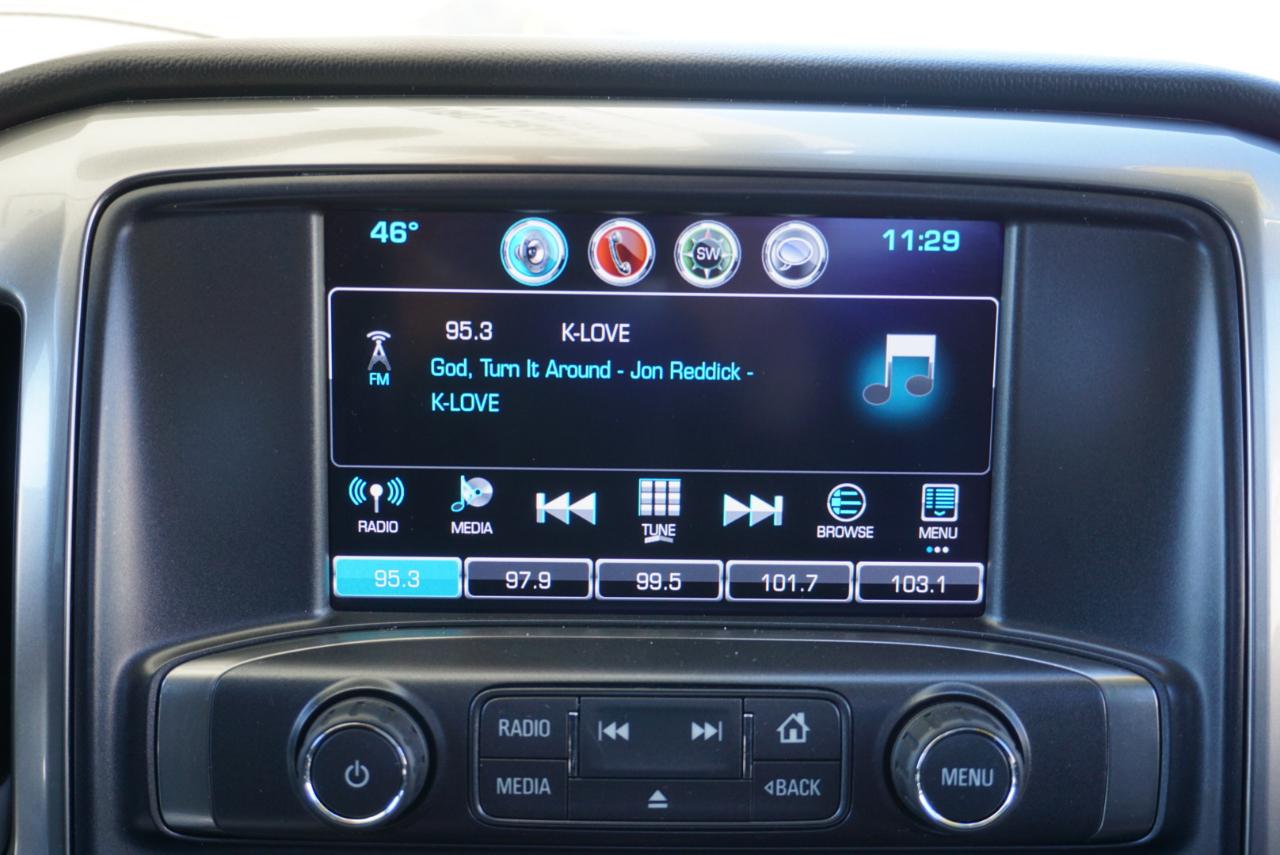 46°
SW
11:29
95.3 K-LOVE
FM
God, Turn It Around - Jon Reddick -
K-LOVE
RADIO
MEDIA
TUNE
BROWSE
MENU
95.3
97.9
99.5
101.7
103.1
RADIO
MEDIA
BACK
MENU